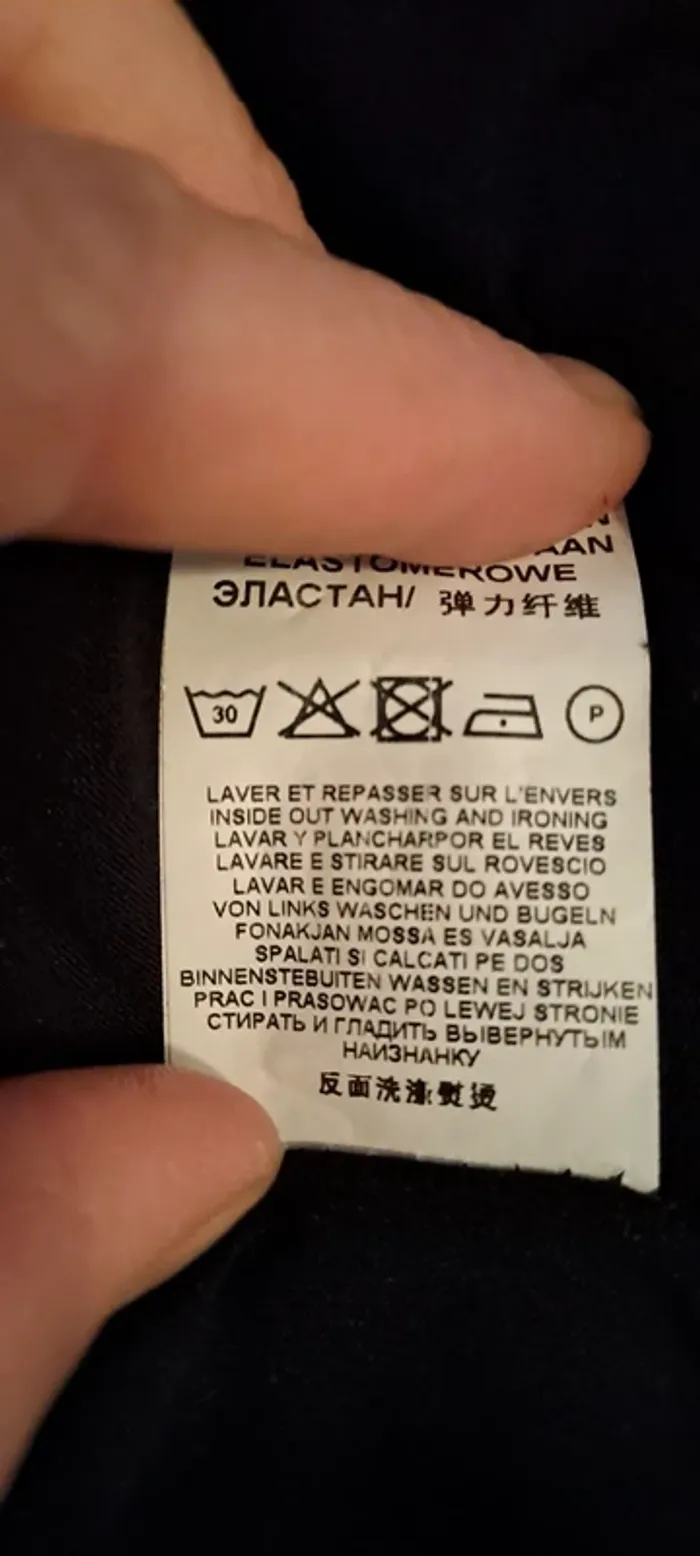 AAN
ELASTOMEROWE
ЭЛАСТАН/ 弹力纤维
30 P
LAVER ET REPASSER SUR L'ENVERS
INSIDE OUT WASHING AND IRONING
LAVAR Y PLANCHARPOR EL REVES
LAVARE E STIRARE SUL ROVESCIO
LAVAR E ENGOMAR DO AVESSO
VON LINKS WASCHEN UND BUGELN
FONAKJAN MOSSA ES VASALJA
SPALATI SI CALCATI PE DOS
BINNENSTEBUITEN WASSEN EN STRIJKEN
PRAC I PRASOWAC PO LEWEJ STRONIE
СТИРАТЬ И ГЛАДИТЬ ВЫВЕРНУТЫМ
НАИЗНАНКУ
反面洗涤熨烫